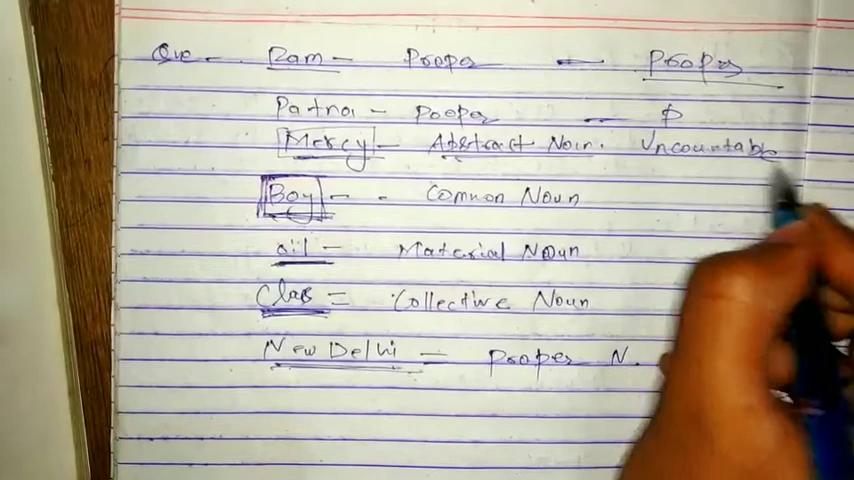 Que - Ram - Proper - Proper
Patna - Proper - P
Mercy - Abstract Noun. Uncountable
Boy - - Common Noun
oil - Material Noun
Class = Collective Noun
New Delhi = Proper N.